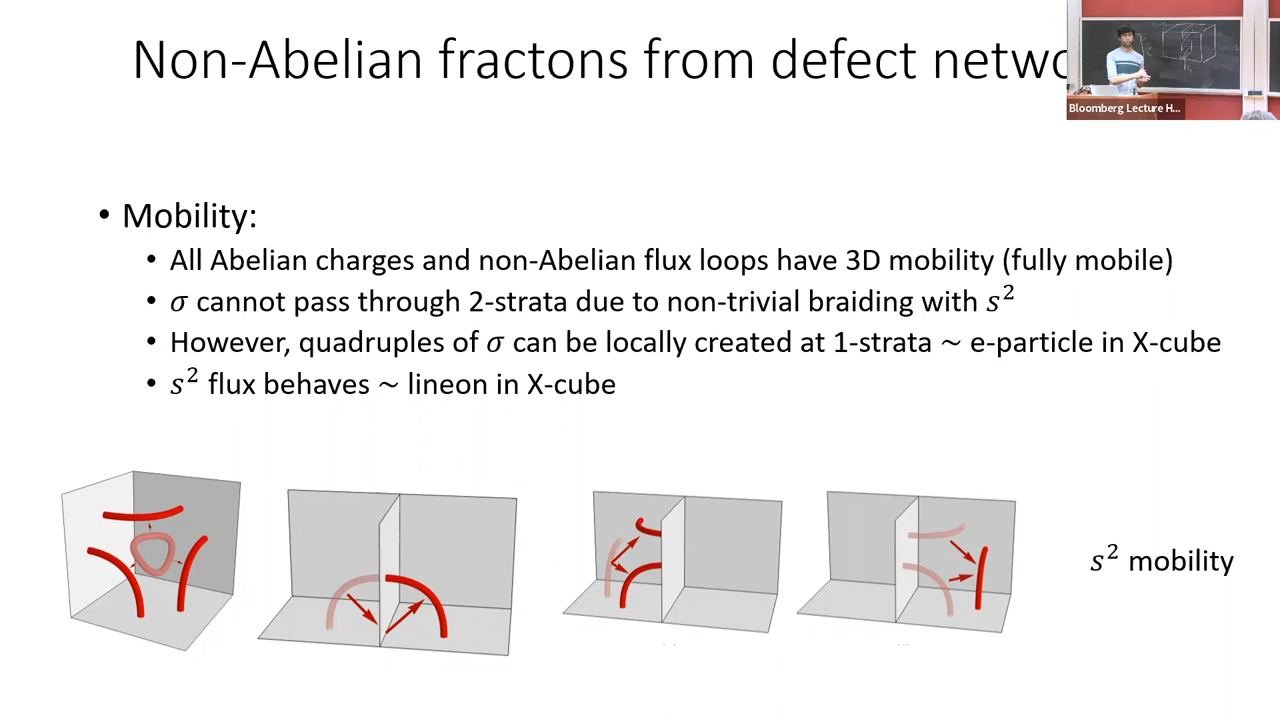 Non-Abelian fractons from defect netwo
Bloomberg Lecture H...
• Mobility:
• All Abelian charges and non-Abelian flux loops have 3D mobility (fully mobile)
• σ cannot pass through 2-strata due to non-trivial braiding with s²
• However, quadruples of σ can be locally created at 1-strata ~ e-particle in X-cube
• s² flux behaves ~ lineon in X-cube
s² mobility